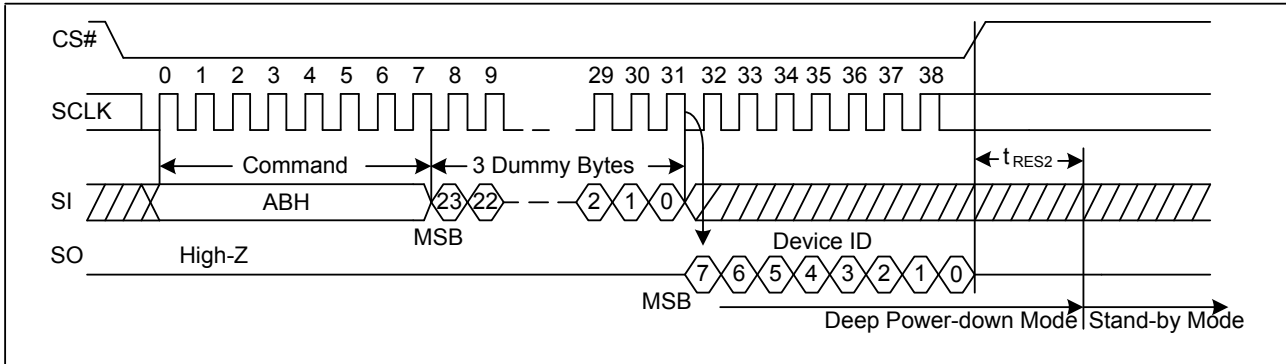 CS#
0 1 2 3 4 5 6 7 8 9 29 30 31 32 33 34 35 36 37 38
SCLK
Command 3 Dummy Bytes tRES2
SI ABH 23 22 2 1 0
MSB
SO High-Z Device ID
7 6 5 4 3 2 1 0
MSB
Deep Power-down Mode Stand-by Mode